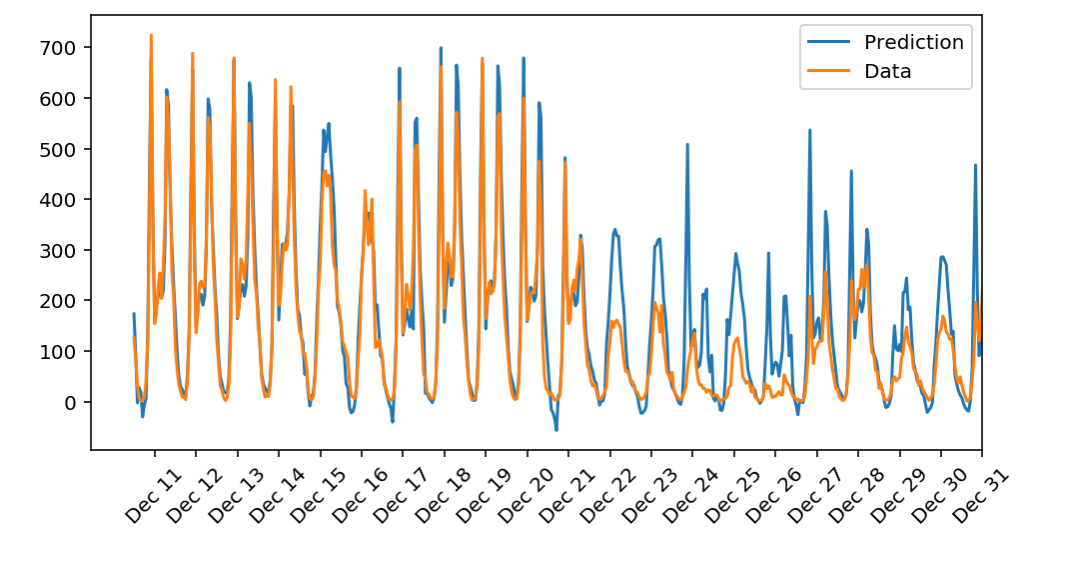 Prediction
Data
700
600
500
400
300
200
100
0
Dec 11
Dec 12
Dec 13
Dec 14
Dec 15
Dec 16
Dec 17
Dec 18
Dec 19
Dec 20
Dec 21
Dec 22
Dec 23
Dec 24
Dec 25
Dec 26
Dec 27
Dec 28
Dec 29
Dec 30
Dec 31